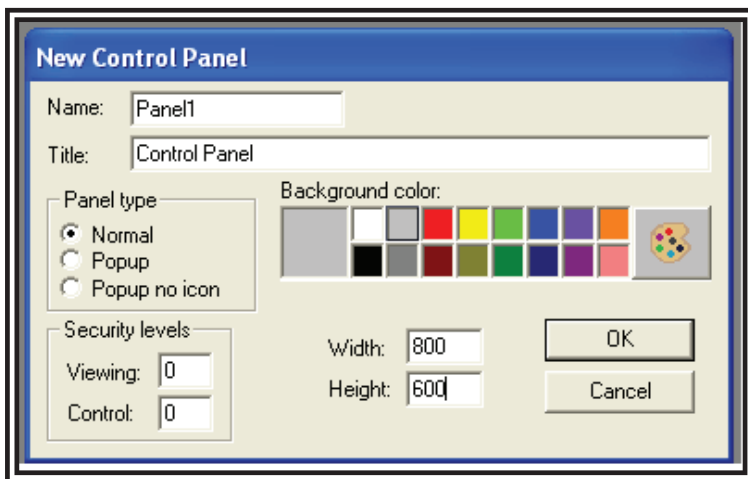 New Control Panel
Name: Panel1
Title: Control Panel
Panel type
Normal
Popup
Popup no icon
Background color:
Security levels
Viewing: 0
Control: 0
Width: 800
Height: 600
OK
Cancel